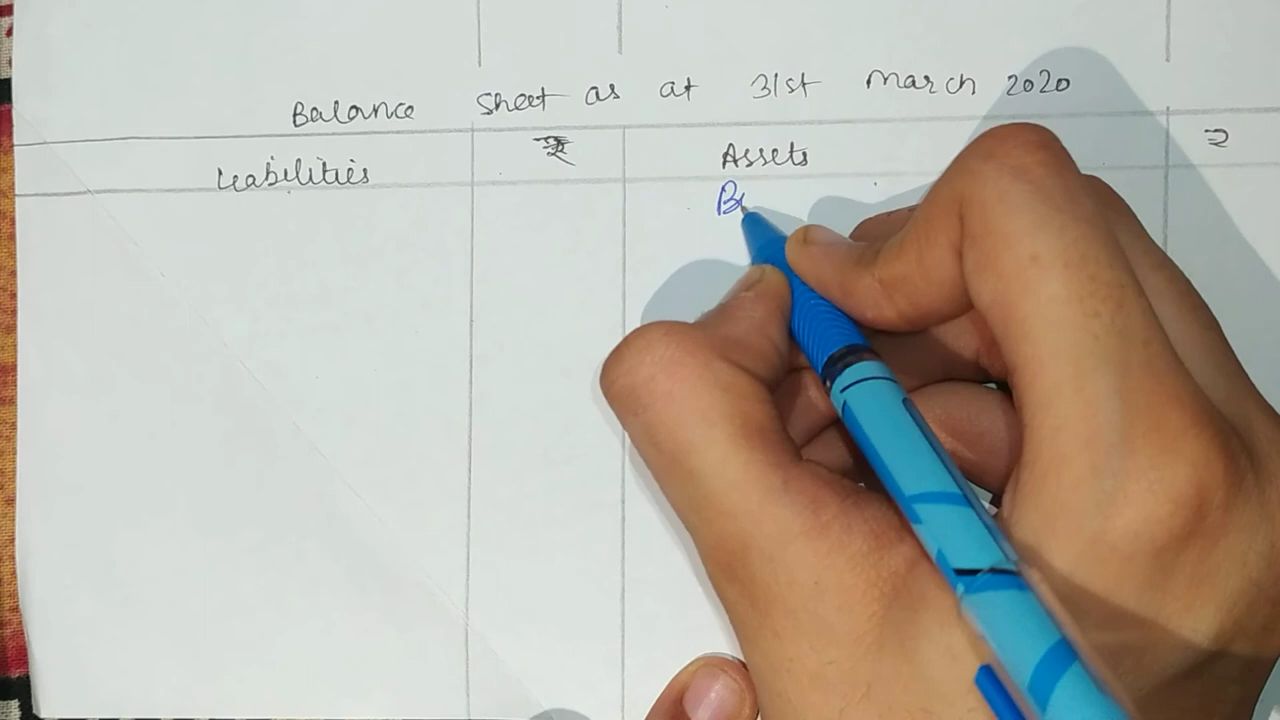 Balance Sheet as at 31st March 2020
Liabilities ₹ Assets ₹
B